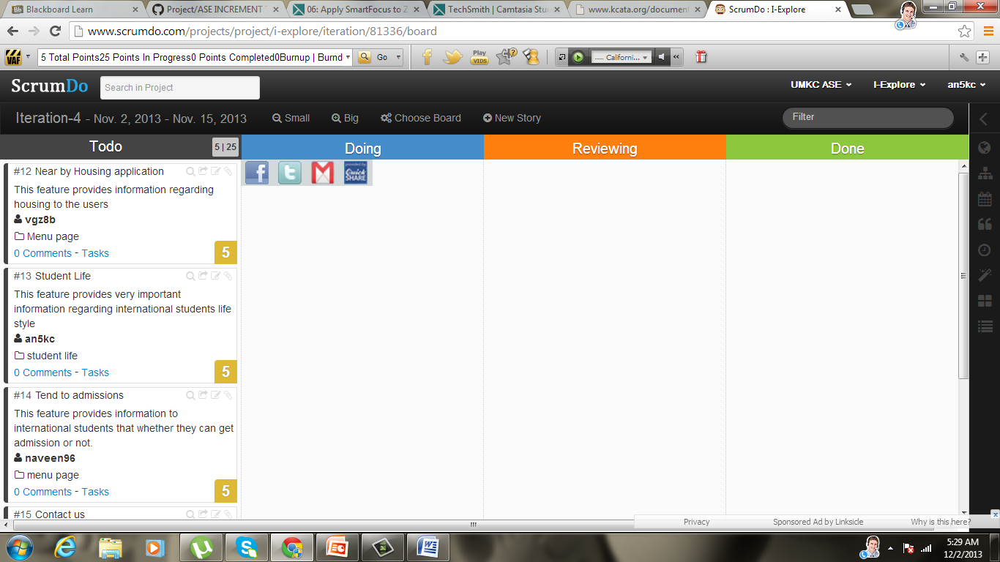 Blackboard Learn
Project/ASE INCREMENT
06: Apply SmartFocus to Z
TechSmith | Camtasia Stu
www.kcata.org/document
ScrumDo : I-Explore
www.scrumdo.com/projects/project/i-explore/iteration/81336/board
VAF
5 Total Points25 Points In Progress0 Points Completed0Burnup | Burnd
Go
Play
VIDS
..... Californi...
ScrumDo
Search in Project
UMKC ASE
I-Explore
an5kc
Iteration-4 - Nov. 2, 2013 - Nov. 15, 2013
Small
Big
Choose Board
New Story
Filter
Todo
5 | 25
Doing
Reviewing
Done
provided by
Quick
SHARE
#12 Near by Housing application
This feature provides information regarding
housing to the users
vgz8b
Menu page
0 Comments - Tasks
5
#13 Student Life
This feature provides very important
information regarding international students life
style
an5kc
student life
0 Comments - Tasks
5
#14 Tend to admissions
This feature provides information to
international students that whether they can get
admission or not.
naveen96
menu page
0 Comments - Tasks
5
#15 Contact us
Privacy
Sponsored Ad by Linksicle
Why is this here?
5:29 AM
12/2/2013